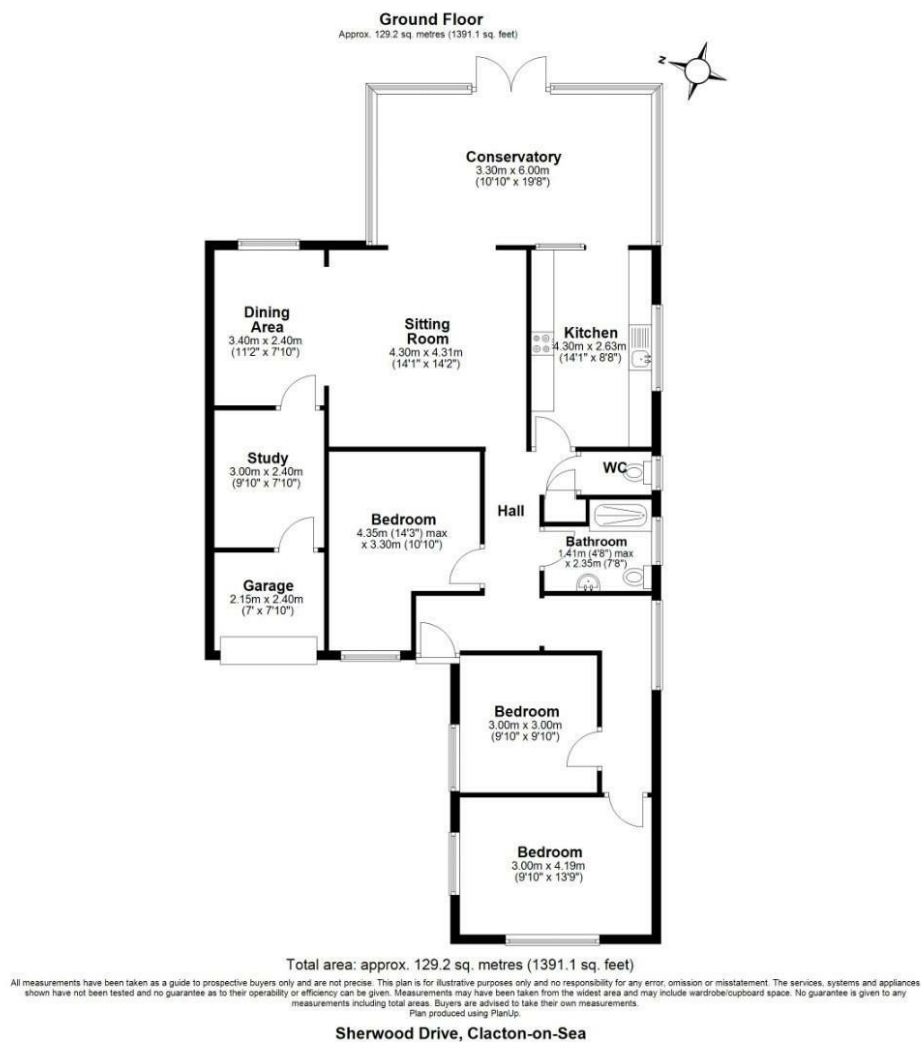 Ground Floor
Approx. 129.2 sq. metres (1391.1 sq. feet)
N
Conservatory
3.30m x 6.00m
(10'10" x 19'8")
Dining
Area
3.40m x 2.40m
(11'2" x 7'10")
Sitting
Room
4.30m x 4.31m
(14'1" x 14'2")
Kitchen
4.30m x 2.63m
(14'1" x 8'8")
Study
3.00m x 2.40m
(9'10" x 7'10")
WC
Bedroom
4.35m (14'3") max
x 3.30m (10'10")
Hall
Bathroom
1.41m (4'8") max
x 2.35m (7'8")
Garage
2.15m x 2.40m
(7' x 7'10")
Bedroom
3.00m x 3.00m
(9'10" x 9'10")
Bedroom
3.00m x 4.19m
(9'10" x 13'9")
Total area: approx. 129.2 sq. metres (1391.1 sq. feet)
All measurements have been taken as a guide to prospective buyers only and are not precise. This plan is for illustrative purposes only and no responsibility for any error, omission or misstatement. The services, systems and appliances
shown have not been tested and no guarantee as to their operability or efficiency can be given. Measurements may have been taken from the widest area and may include wardrobe/cupboard space. No guarantee is given to any
measurements including total areas. Buyers are advised to take their own measurements.
Plan produced using PlanUp.
Sherwood Drive, Clacton-on-Sea